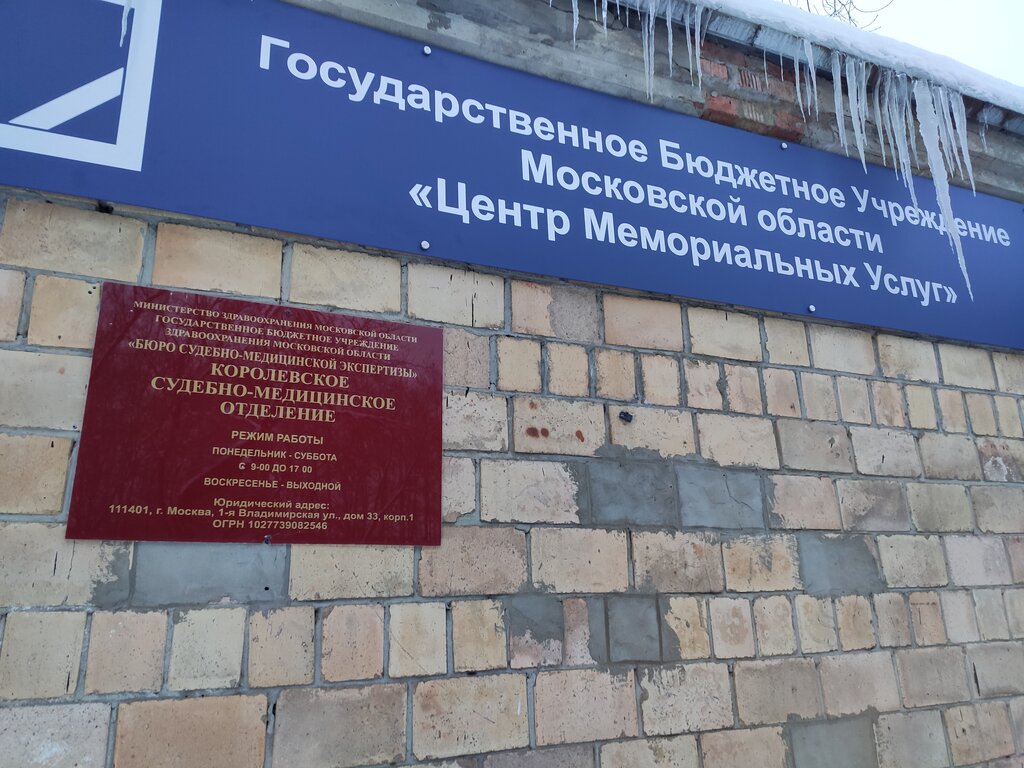 Государственное Бюджетное Учреждение
Московской области
«Центр Мемориальных Услуг»
МИНИСТЕРСТВО ЗДРАВООХРАНЕНИЯ МОСКОВСКОЙ ОБЛАСТИ
ГОСУДАРСТВЕННОЕ БЮДЖЕТНОЕ УЧРЕЖДЕНИЕ
ЗДРАВООХРАНЕНИЯ МОСКОВСКОЙ ОБЛАСТИ
«БЮРО СУДЕБНО-МЕДИЦИНСКОЙ ЭКСПЕРТИЗЫ»
КОРОЛЕВСКОЕ
СУДЕБНО-МЕДИЦИНСКОЕ
ОТДЕЛЕНИЕ
РЕЖИМ РАБОТЫ
ПОНЕДЕЛЬНИК - СУББОТА
С 9-00 ДО 17 00
ВОСКРЕСЕНЬЕ - ВЫХОДНОЙ
Юридический адрес:
111401, г. Москва, 1-я Владимирская ул., дом 33, корп.1
ОГРН 1027739082546